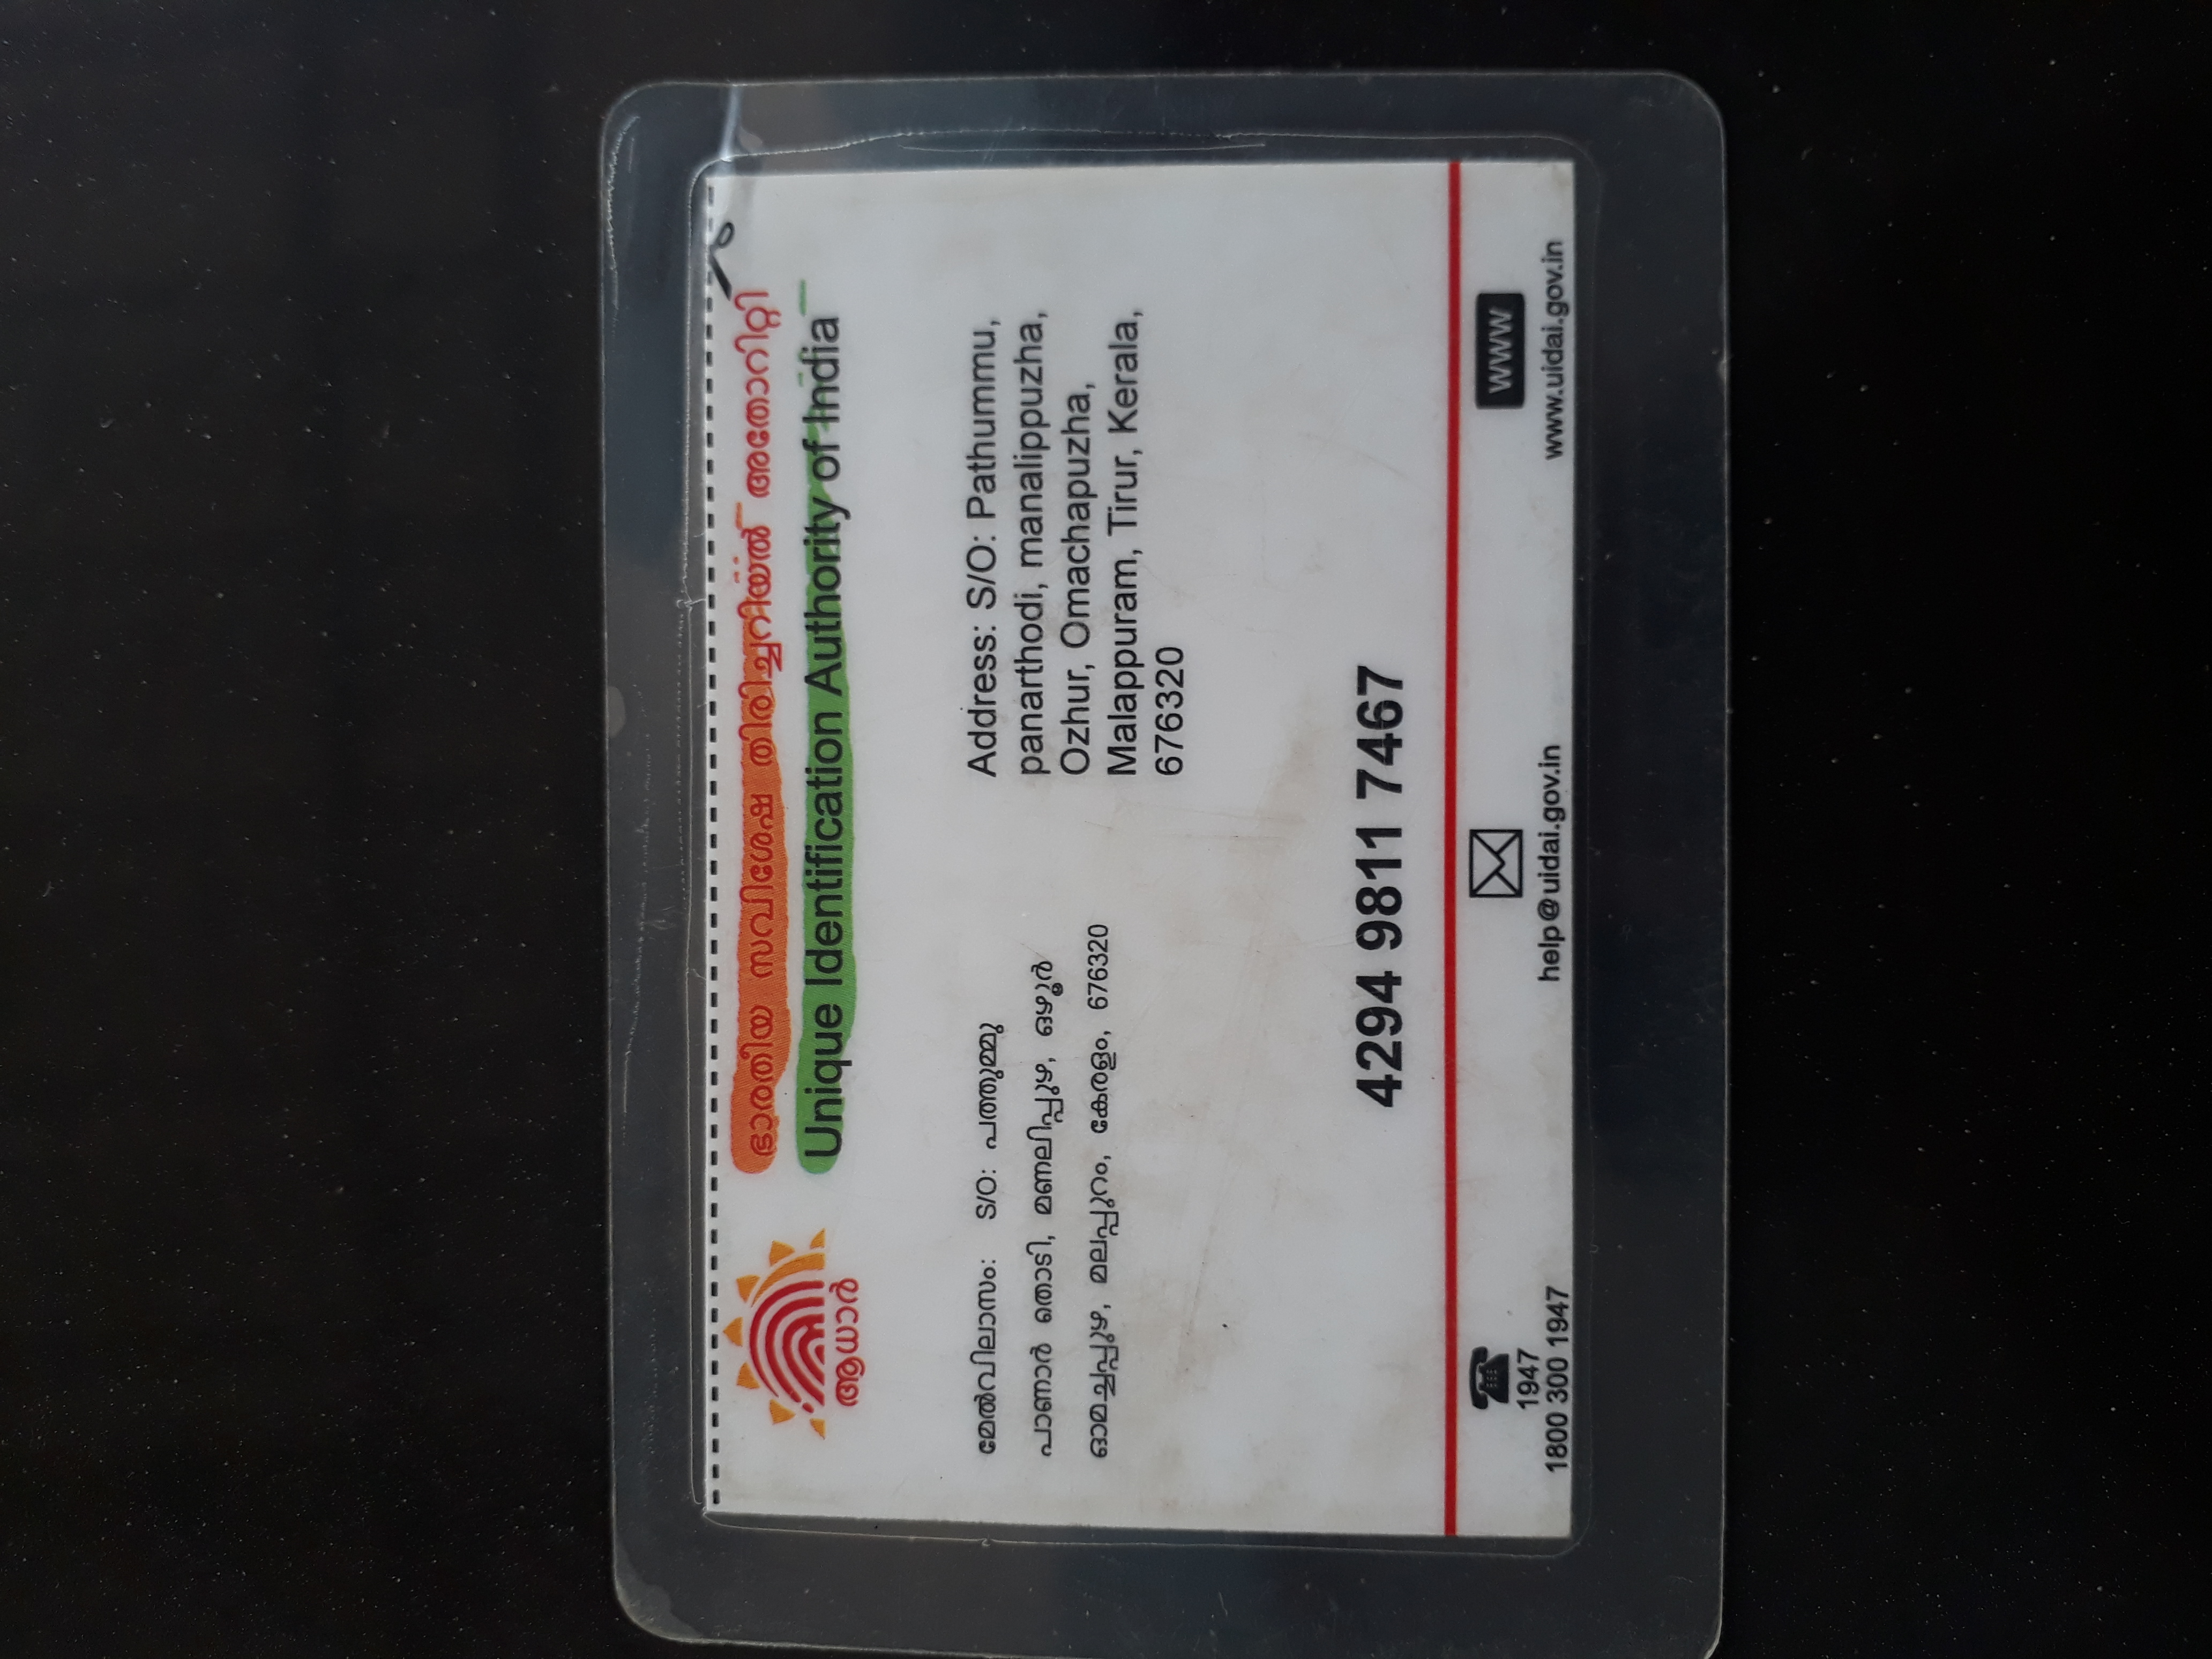 ഭാരതീയ സവിശേഷ തിരിച്ചറിയൽ അതോറിറ്റി
Unique Identification Authority of India
ആധാർ
മേൽവിലാസം: S/O: പത്തുമ്മു
പാണാർ തൊടി, മണലിപ്പുഴ, ഒഴൂർ
ഓമച്ചപ്പുഴ, മലപ്പുറം, കേരളം, 676320
Address: S/O: Pathummu,
panarthodi, manalippuzha,
Ozhur, Omachapuzha,
Malappuram, Tirur, Kerala,
676320
4294 9811 7467
1947
1800 300 1947
help@uidai.gov.in
WWW
www.uidai.gov.in